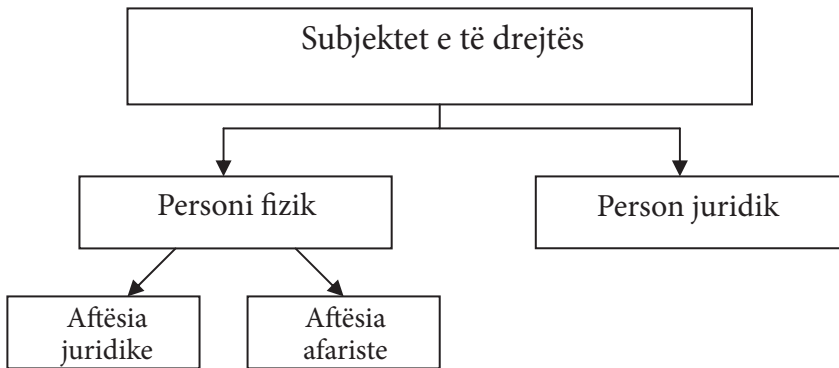 Subjektet e të drejtës
Personi fizik
Person juridik
Aftësia
juridike
Aftësia
afariste